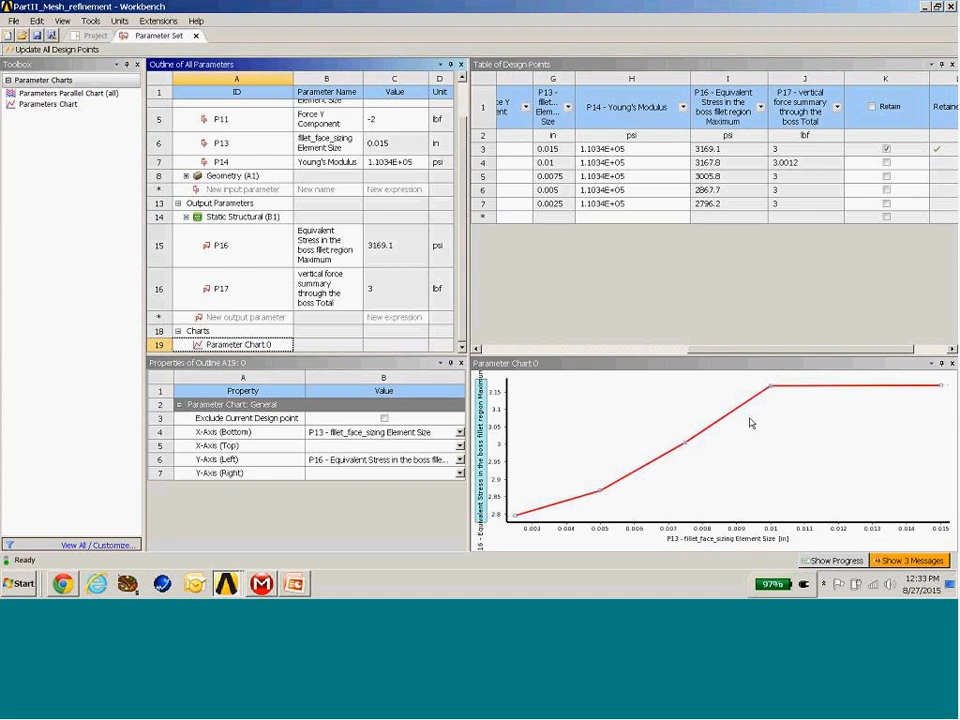 PartII_Mesh_refinement - Workbench
File Edit View Tools Units Extensions Help
Project Parameter Set
Update All Design Points
Toolbox
Parameter Charts
Parameters Parallel Chart (all)
Parameters Chart
View All / Customize...
Outline of All Parameters
A B C D
1 ID Parameter Name Value Unit
Element Size
5 P11 Force Y Component -2 lbf
6 P13 fillet_face_sizing Element Size 0.015 in
7 P14 Young's Modulus 1.1034E+05 psi
8 Geometry (A1)
* New input parameter New name New expression
13 Output Parameters
14 Static Structural (B1)
15 P16 Equivalent Stress in the boss fillet region Maximum 3169.1 psi
16 P17 vertical force summary through the boss Total 3 lbf
* New output parameter New expression
18 Charts
19 Parameter Chart 0
Properties of Outline A19: 0
A B
1 Property Value
2 Parameter Chart: General
3 Exclude Current Design point
4 X-Axis (Bottom) P13 - fillet_face_sizing Element Size
5 X-Axis (Top)
6 Y-Axis (Left) P16 - Equivalent Stress in the boss fille...
7 Y-Axis (Right)
Table of Design Points
G H I J K
1 P13 - fillet... Elem... Size P14 - Young's Modulus P16 - Equivalent Stress in the boss fillet region Maximum P17 - vertical force summary through the boss Total Retain Retaine
2 in psi psi lbf
3 0.015 1.1034E+05 3169.1 3
4 0.01 1.1034E+05 3167.8 3.0012
5 0.0075 1.1034E+05 3005.8 3
6 0.005 1.1034E+05 2867.7 3
7 0.0025 1.1034E+05 2796.2 3
*
Parameter Chart 0
16 - Equivalent Stress in the boss fillet region Maximum
3.15
3.1
3.05
3
2.95
2.9
2.85
2.8
0.003 0.004 0.005 0.006 0.007 0.008 0.009 0.01 0.011 0.012 0.013 0.014 0.015
P13 - fillet_face_sizing Element Size [in]
Ready
Show Progress Show 3 Messages
Start
97%
12:33 PM
8/27/2015